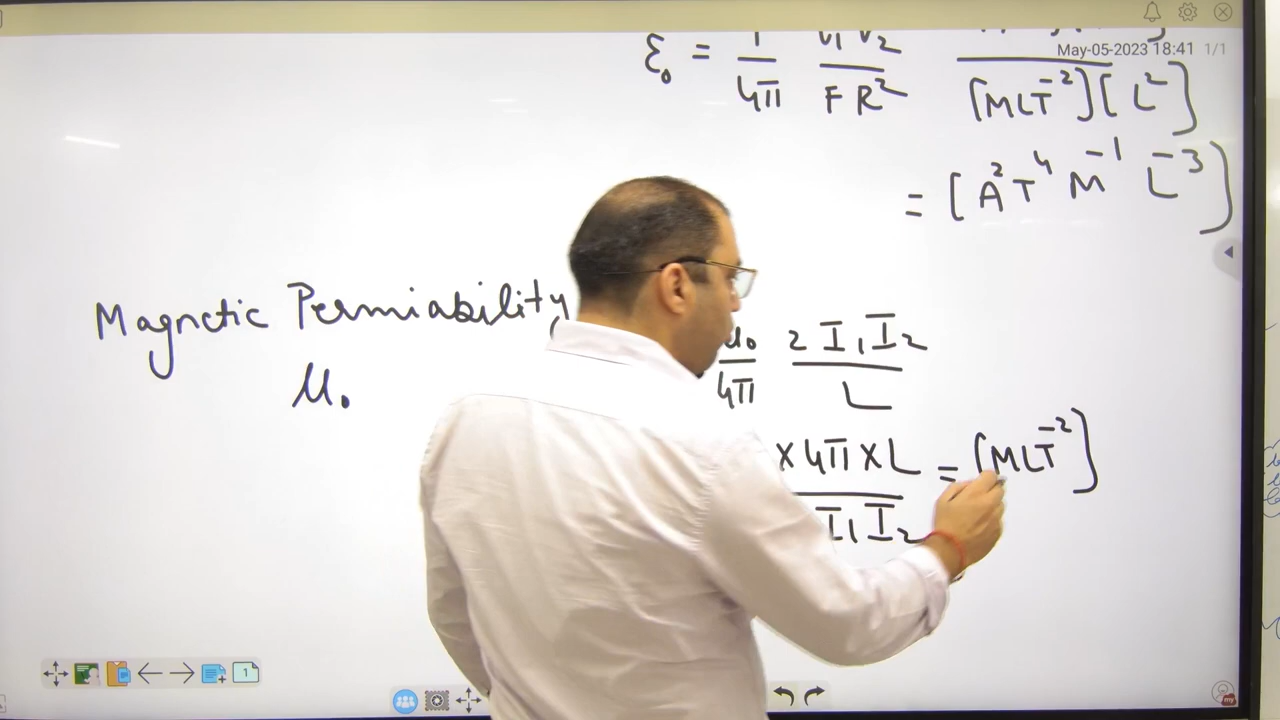 May-05-2023 18:41 1/1
ε₀ = 1/4π q₁q₂/FR² [MLT⁻²][L²]
= [A²T⁴M⁻¹L⁻³]
Magnetic Permiability
μ₀/4π 2I₁I₂/L
μ₀
×4π×L/I₁I₂ = [MLT⁻²]
1